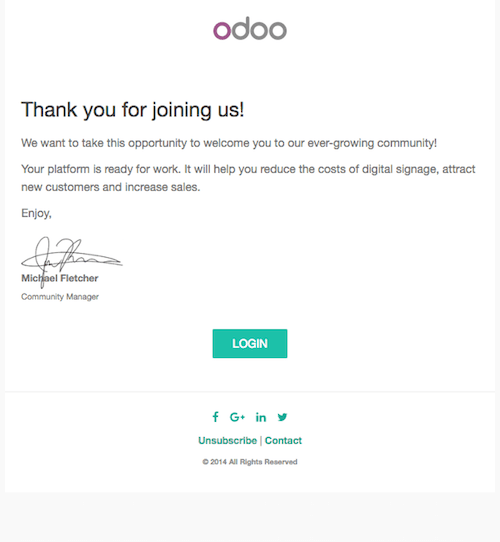 odoo
Thank you for joining us!
We want to take this opportunity to welcome you to our ever-growing community!
Your platform is ready for work. It will help you reduce the costs of digital signage, attract
new customers and increase sales.
Enjoy,
Michael Fletcher
Community Manager
LOGIN
Unsubscribe | Contact
© 2014 All Rights Reserved